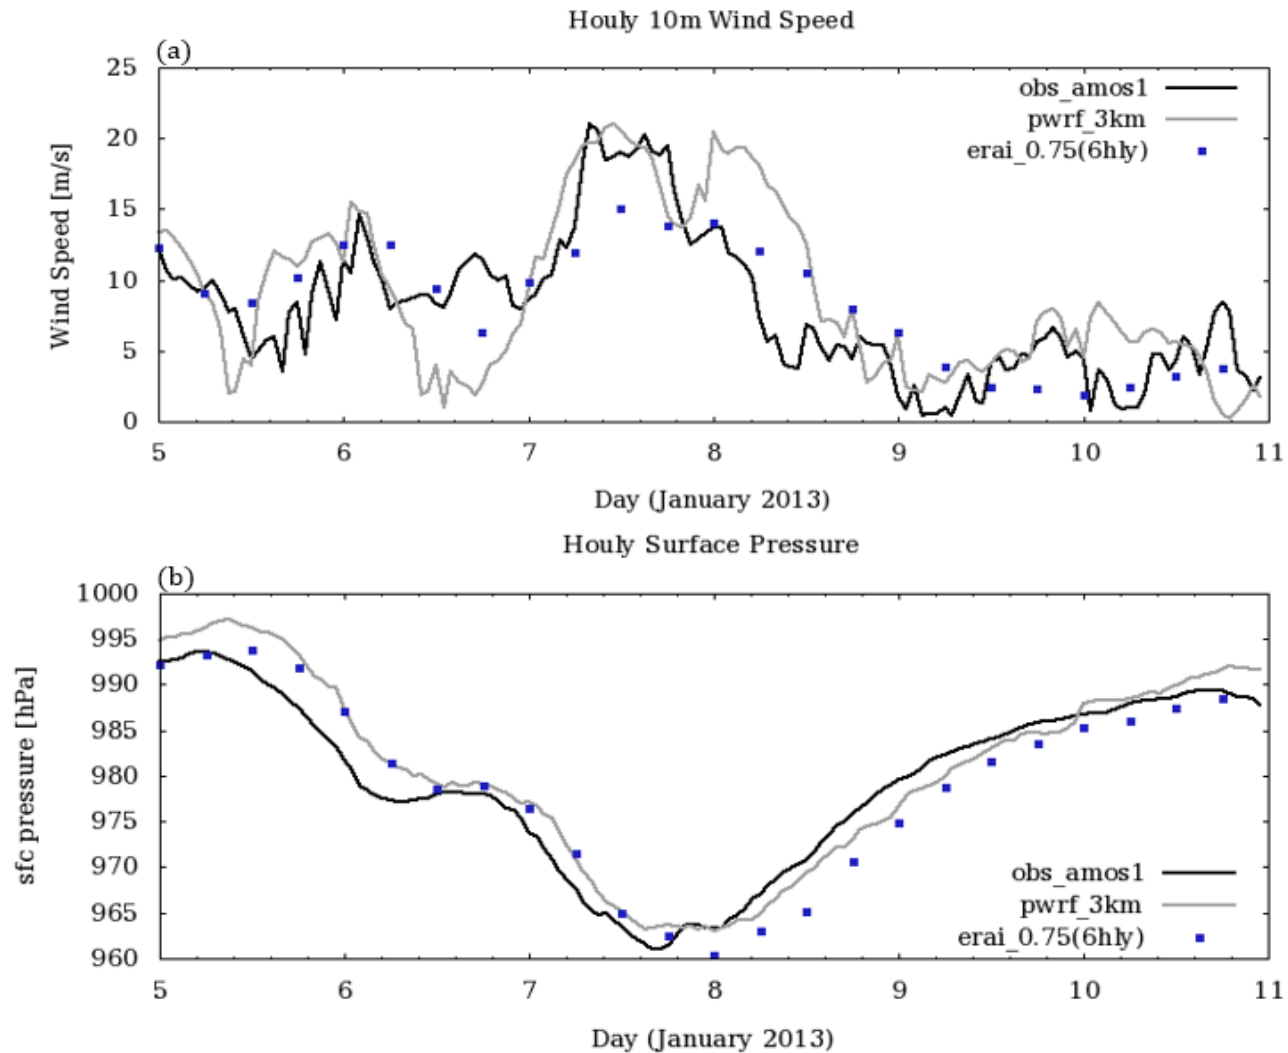 Houly 10m Wind Speed
(a)
25
20
15
10
5
0
Wind Speed [m/s]
obs_amos1
pwrf_3km
erai_0.75(6hly)
5 6 7 8 9 10 11
Day (January 2013)
Houly Surface Pressure
(b)
1000
995
990
985
980
975
970
965
960
sfc pressure [hPa]
obs_amos1
pwrf_3km
erai_0.75(6hly)
5 6 7 8 9 10 11
Day (January 2013)